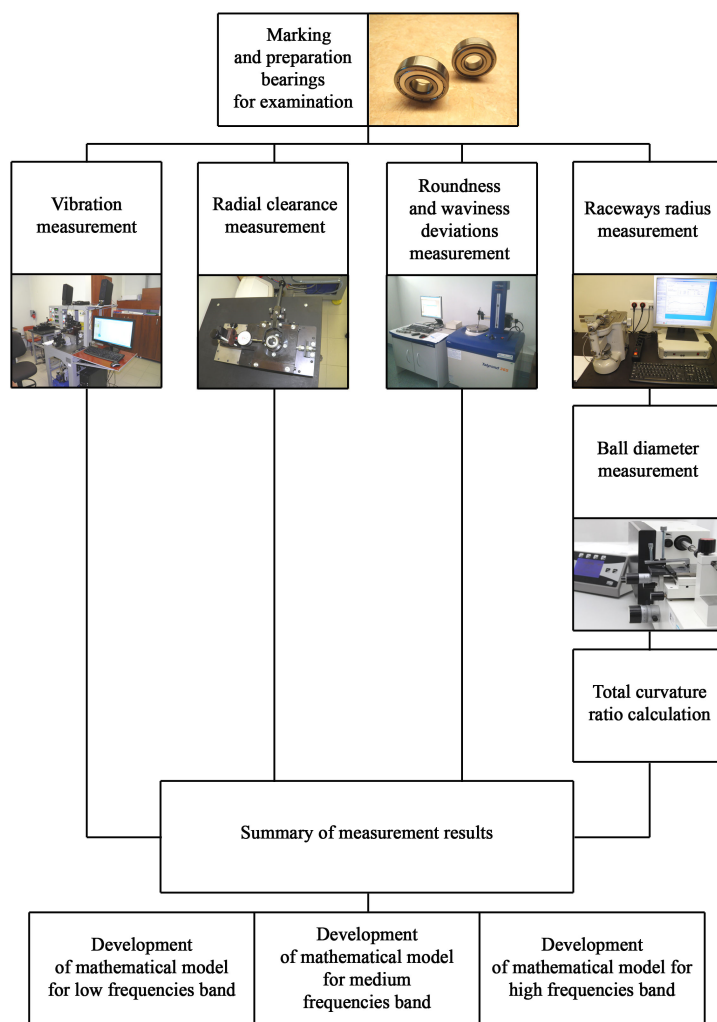 Marking
and preparation
bearings
for examination
Vibration
measurement
Radial clearance
measurement
Roundness
and waviness
deviations
measurement
Raceways radius
measurement
Ball diameter
measurement
Total curvature
ratio calculation
Summary of measurement results
Development
of mathematical model
for low frequencies band
Development
of mathematical model
for medium
frequencies band
Development
of mathematical model for
high frequencies band